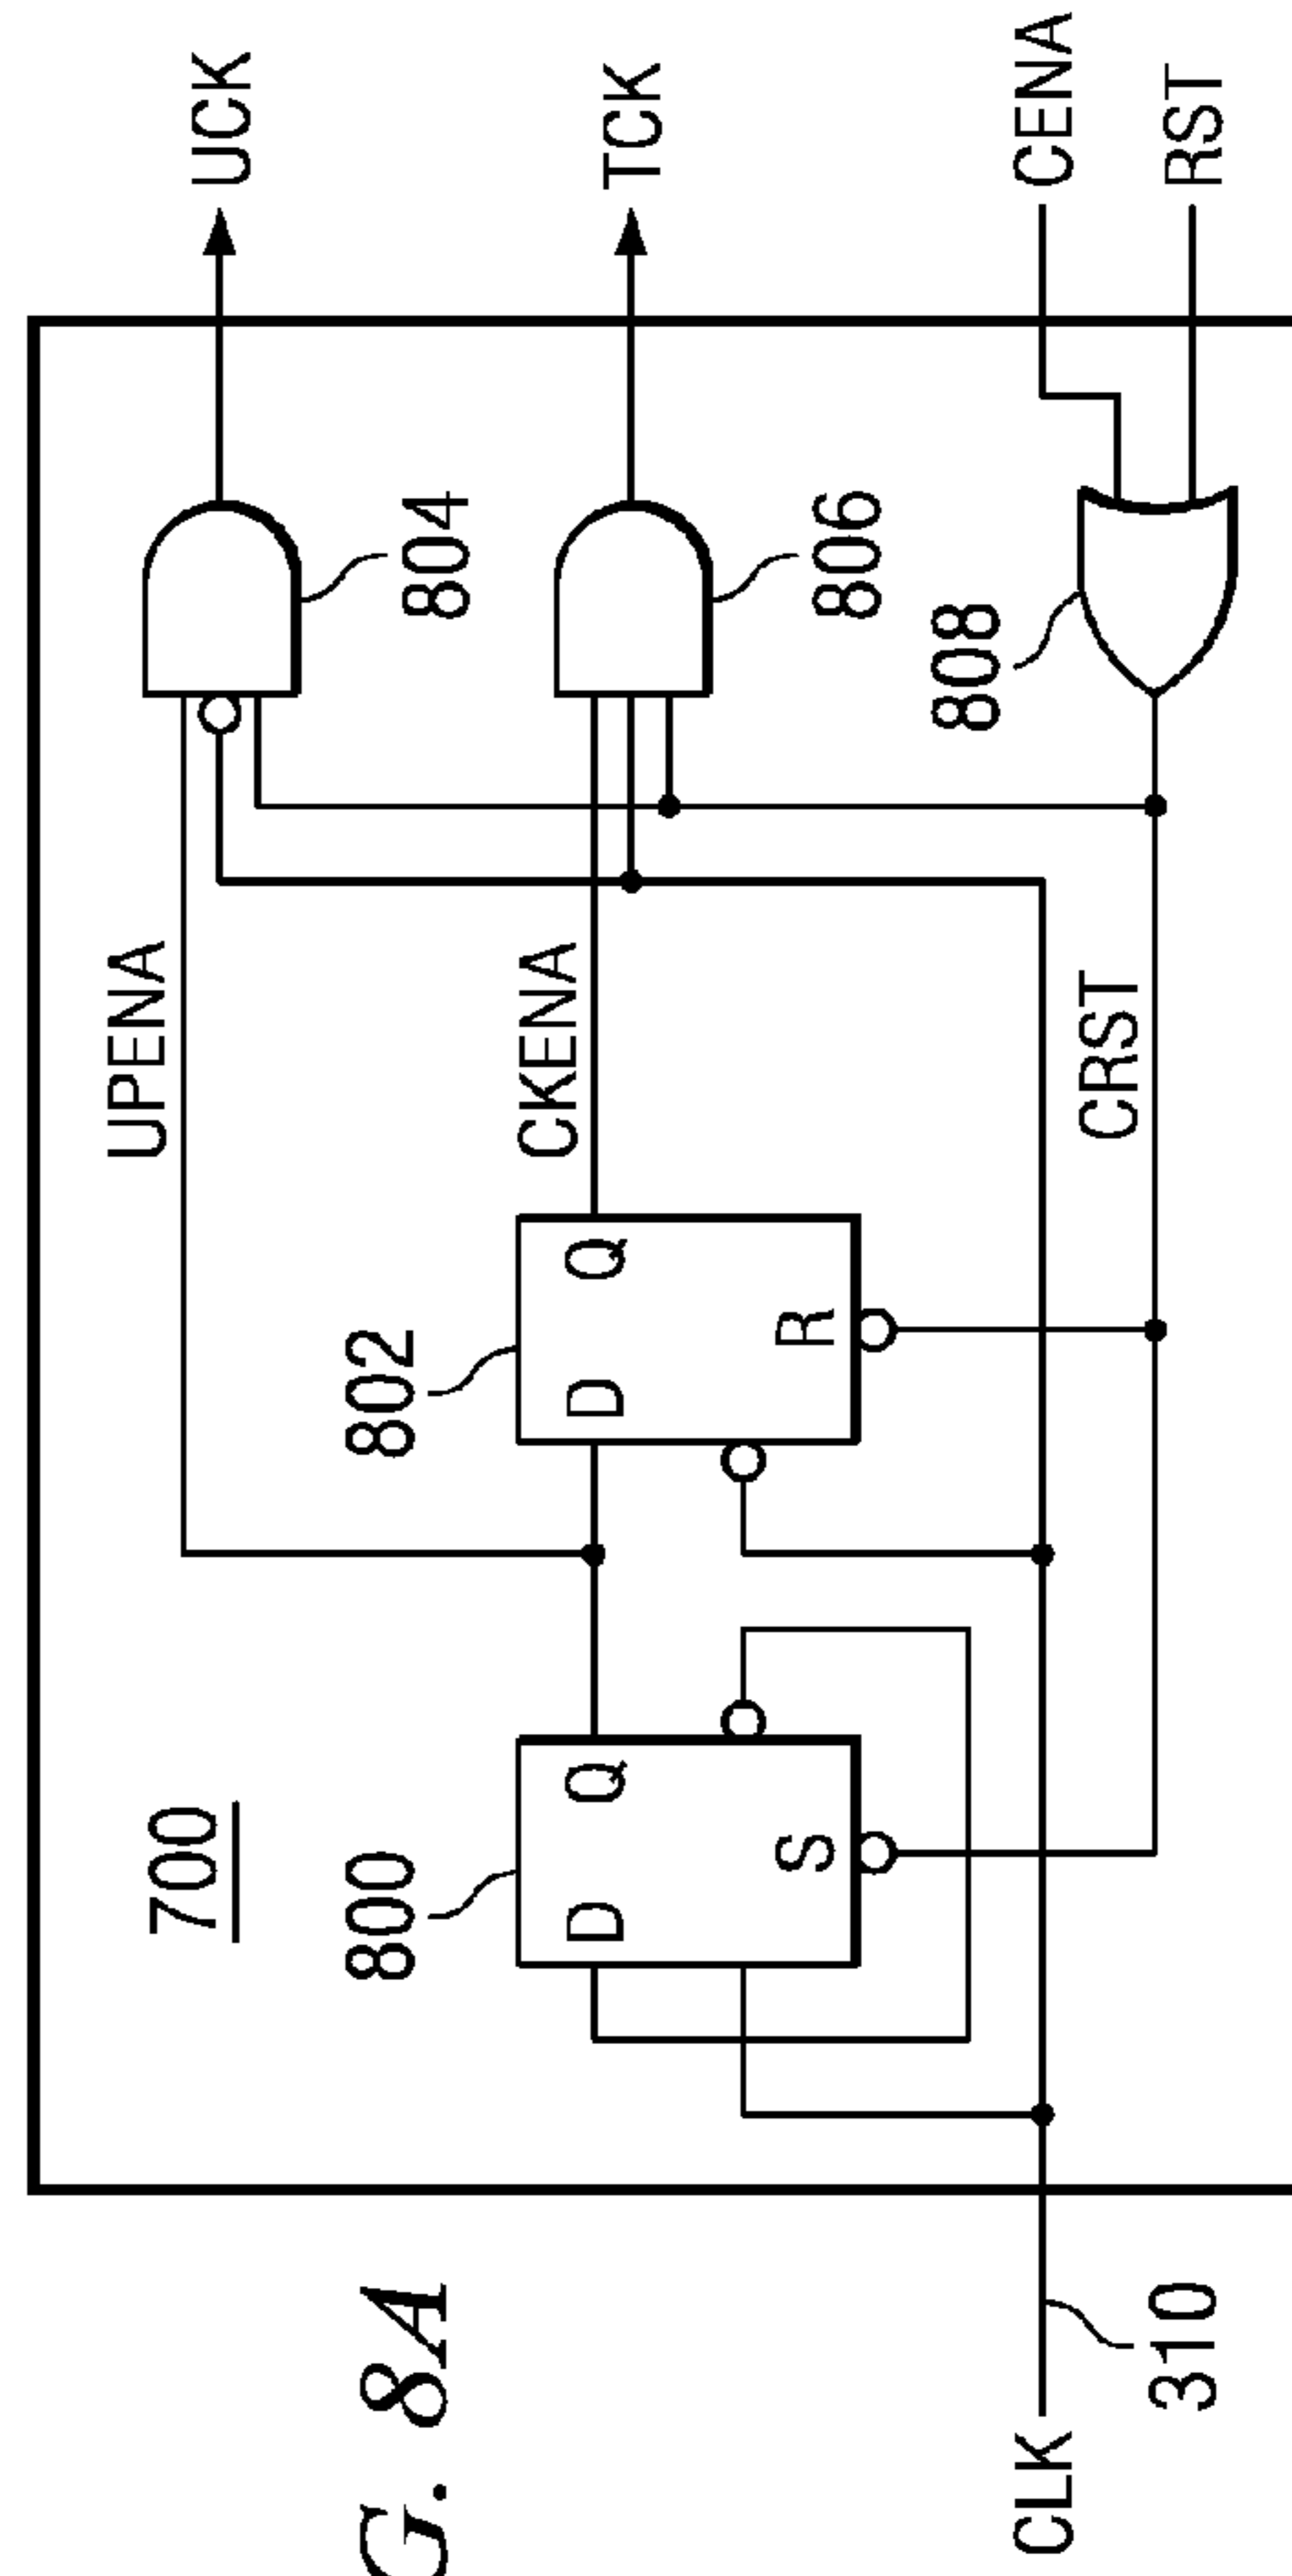 G. 8A
700
UPENA
UCK
800
D
Q
S
802
D
Q
R
CKENA
804
TCK
806
808
CENA
RST
CRST
CLK
310